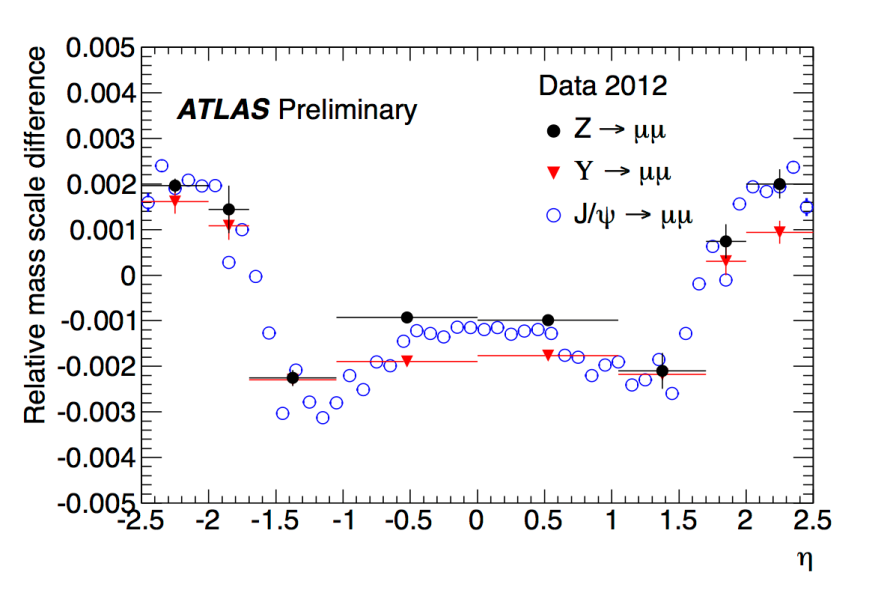 Relative mass scale difference
0.005
0.004
0.003
0.002
0.001
0
-0.001
-0.002
-0.003
-0.004
-0.005
ATLAS Preliminary
Data 2012
Z → μμ
ϒ → μμ
J/ψ → μμ
-2.5 -2 -1.5 -1 -0.5 0 0.5 1 1.5 2 2.5
η